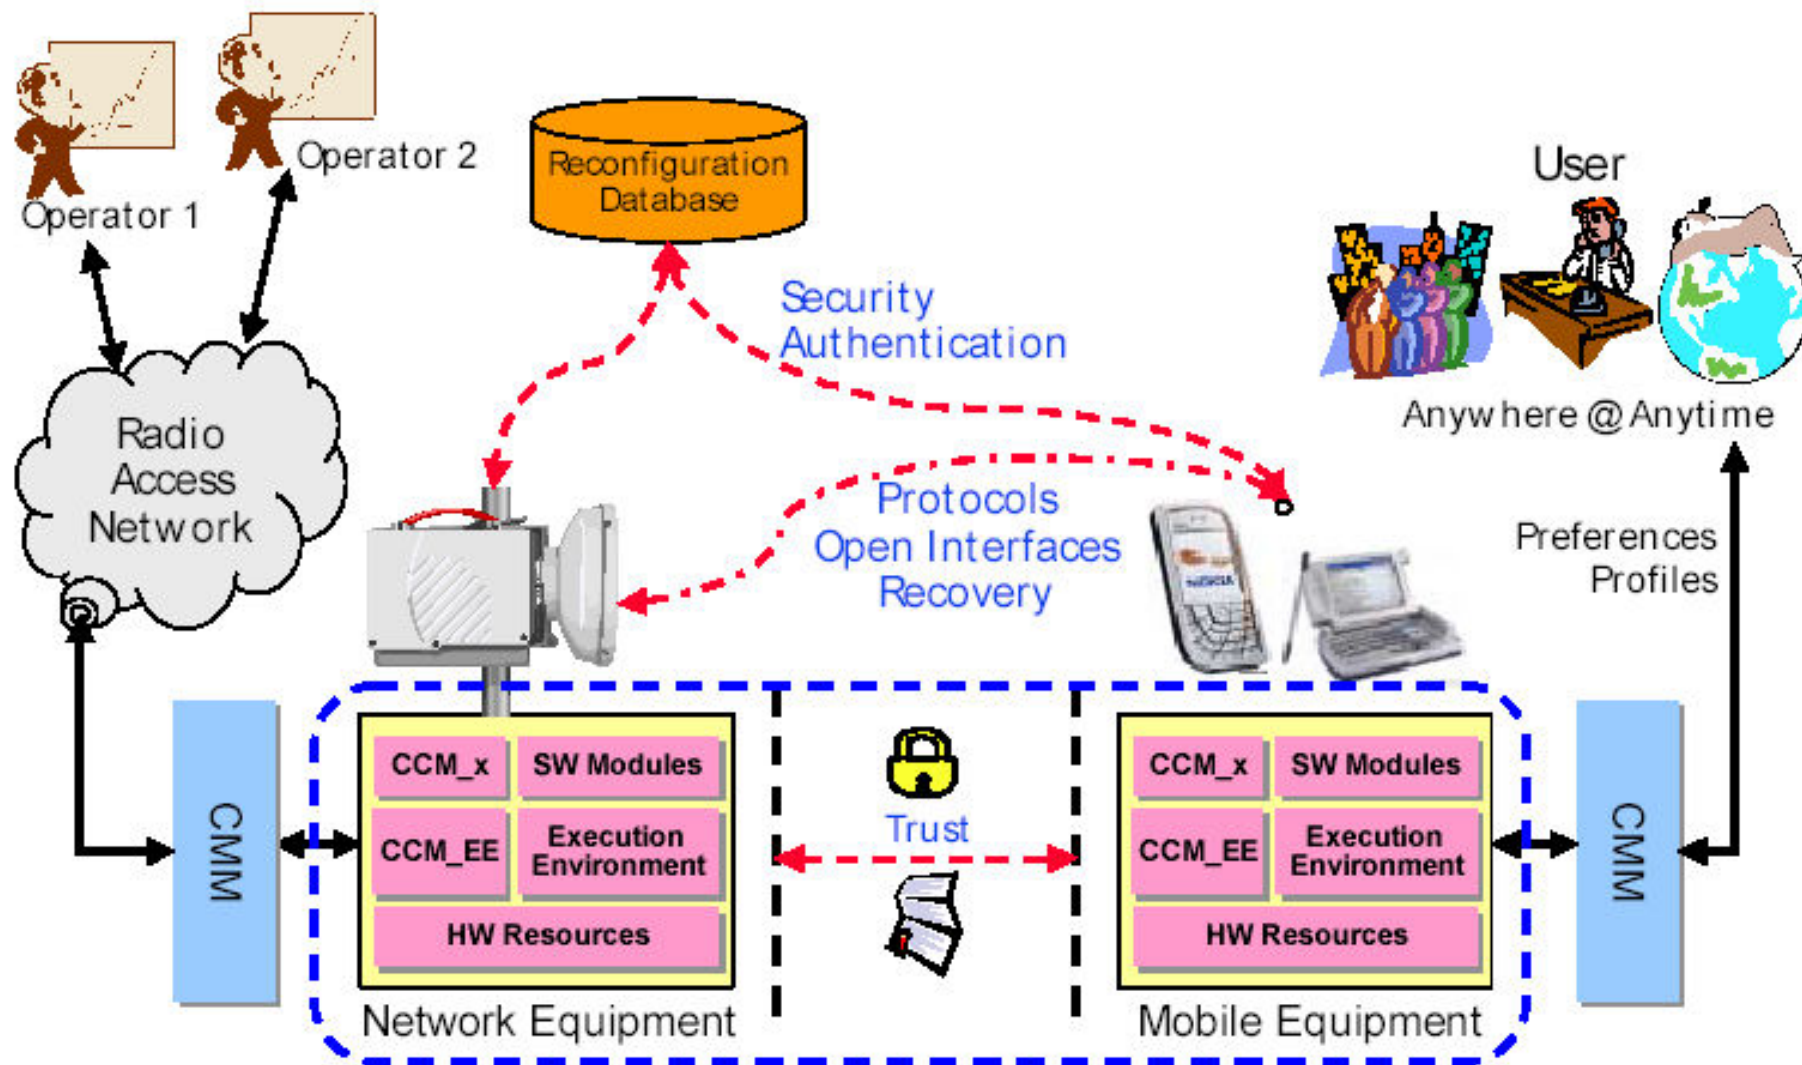 Operator 1
Operator 2
Reconfiguration
Database
User
Security
Authentication
Anywhere @ Anytime
Radio
Access
Network
Protocols
Open Interfaces
Recovery
NOKIA
Preferences
Profiles
CMM
CCM_x
SW Modules
CCM_EE
Execution
Environment
HW Resources
Network Equipment
Trust
CCM_x
SW Modules
CCM_EE
Execution
Environment
HW Resources
Mobile Equipment
CMM